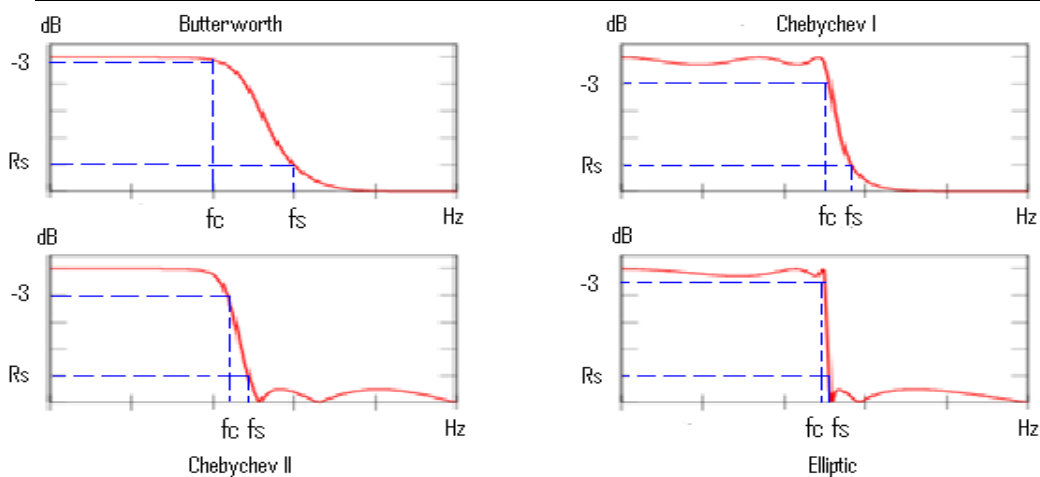 dB Butterworth Chebychev I
dB
-3 -3
Rs Rs
fc fs Hz fc fs Hz
dB dB
-3 -3
Rs Rs
fc fs Hz fc fs Hz
Chebychev II Elliptic